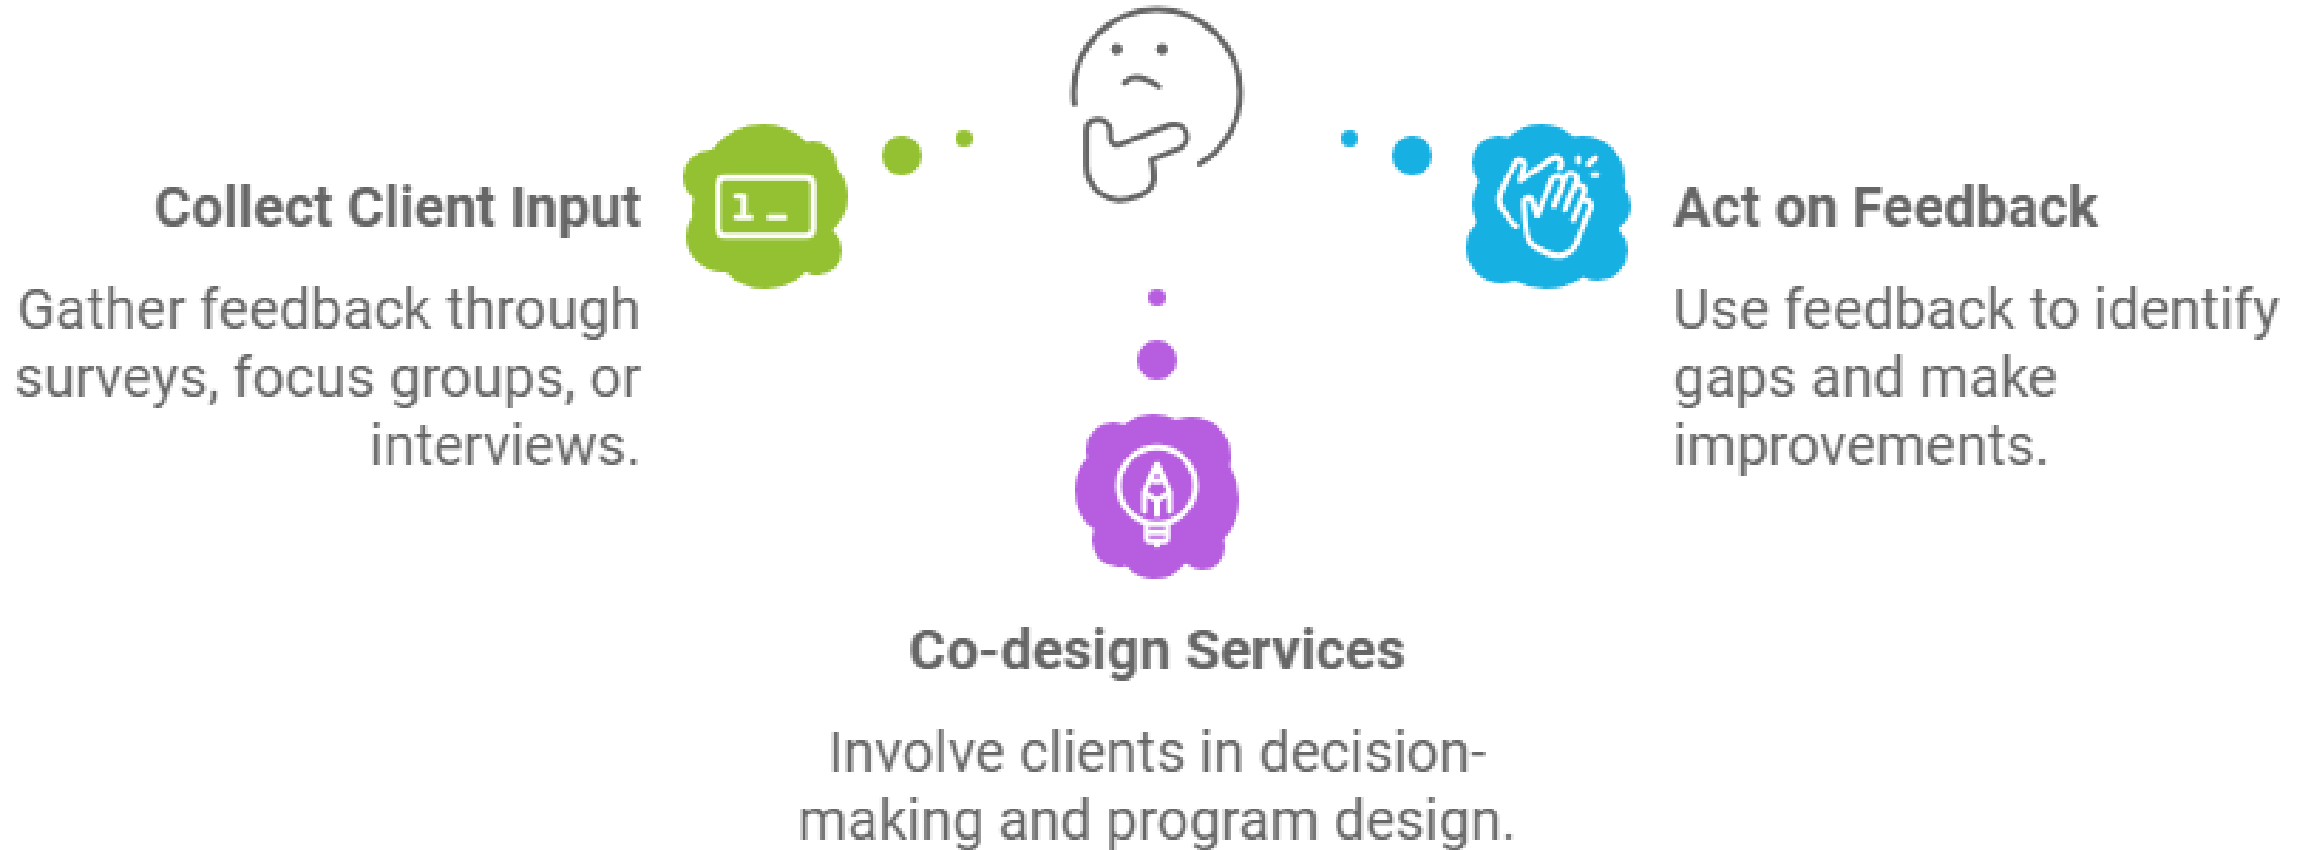 Collect Client Input
Gather feedback through
surveys, focus groups, or
interviews.
1_
Act on Feedback
Use feedback to identify
gaps and make
improvements.
Co-design Services
Involve clients in decision-
making and program design.